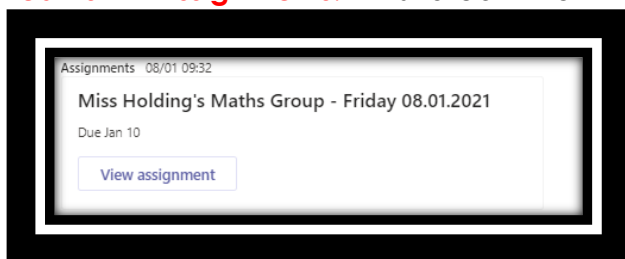 Assignments 08/01 09:32
Miss Holding's Maths Group - Friday 08.01.2021
Due Jan 10
View assignment